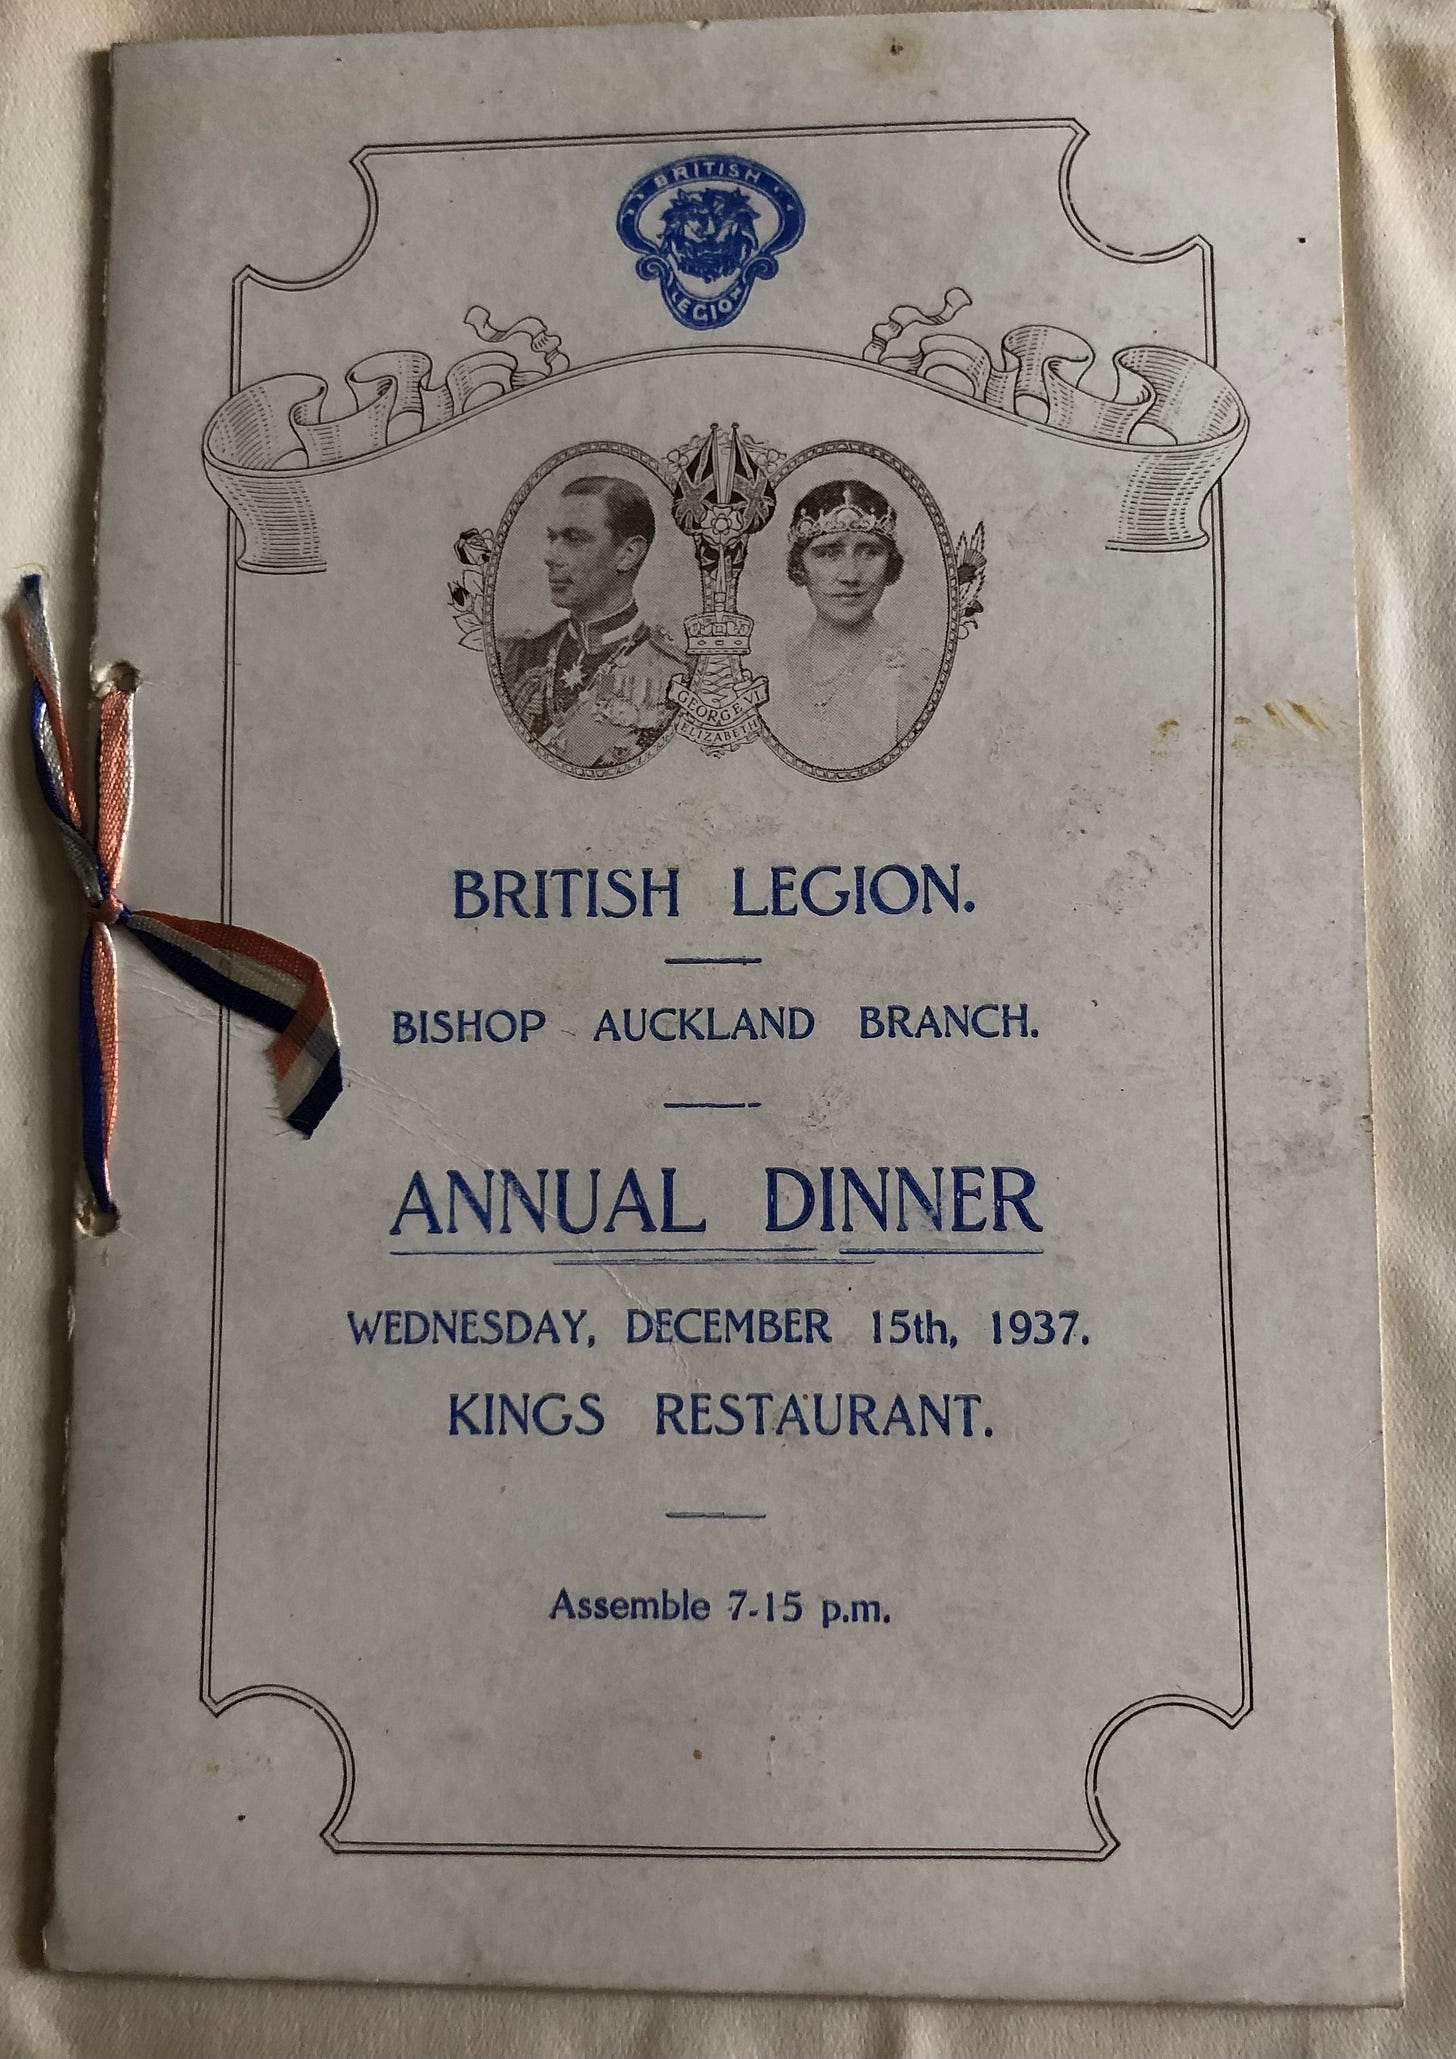 BRITISH
LEGION
GEORGE VI.
ELIZABETH
BRITISH LEGION.
BISHOP AUCKLAND BRANCH.
ANNUAL DINNER
WEDNESDAY, DECEMBER 15th, 1937.
KINGS RESTAURANT.
Assemble 7-15 p.m.